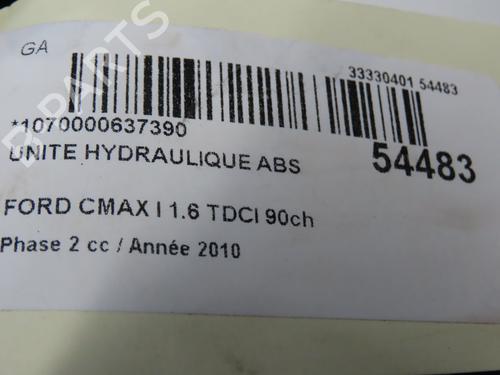 GA
33330401 54483
*1070000637390
54483
UNITE HYDRAULIQUE ABS
FORD CMAX I 1.6 TDCI 90ch
Phase 2 cc / Année 2010
B-PARTS